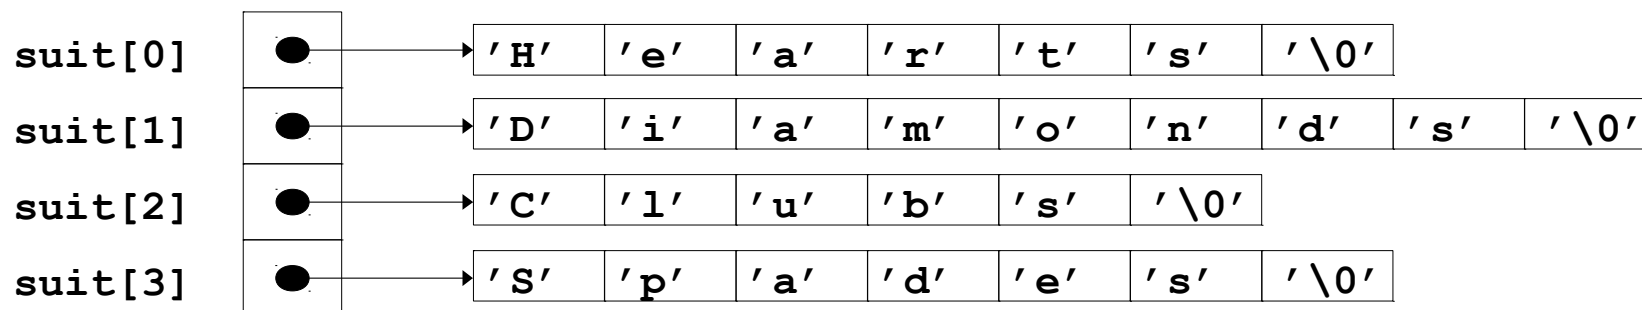 suit[0] ’H’ ’e’ ’a’ ’r’ ’t’ ’s’ ’\0’
suit[1] ’D’ ’i’ ’a’ ’m’ ’o’ ’n’ ’d’ ’s’ ’\0’
suit[2] ’C’ ’l’ ’u’ ’b’ ’s’ ’\0’
suit[3] ’S’ ’p’ ’a’ ’d’ ’e’ ’s’ ’\0’